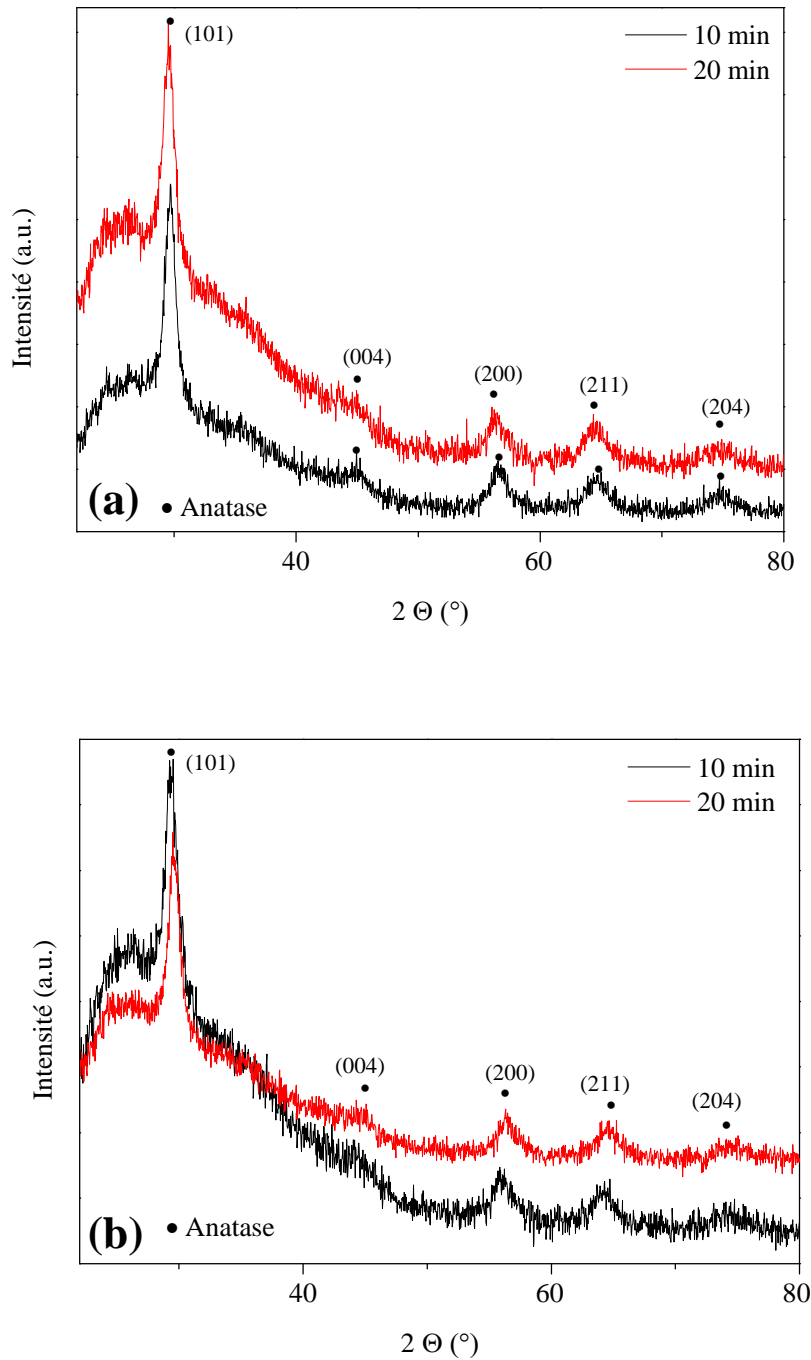 (101)
10 min
20 min
Intensité (a.u.)
(004)
(200)
(211)
(204)
(a)
• Anatase
40
60
80
2 Θ (°)
(101)
10 min
20 min
Intensité (a.u.)
(004)
(200)
(211)
(204)
(b)
• Anatase
40
60
80
2 Θ (°)